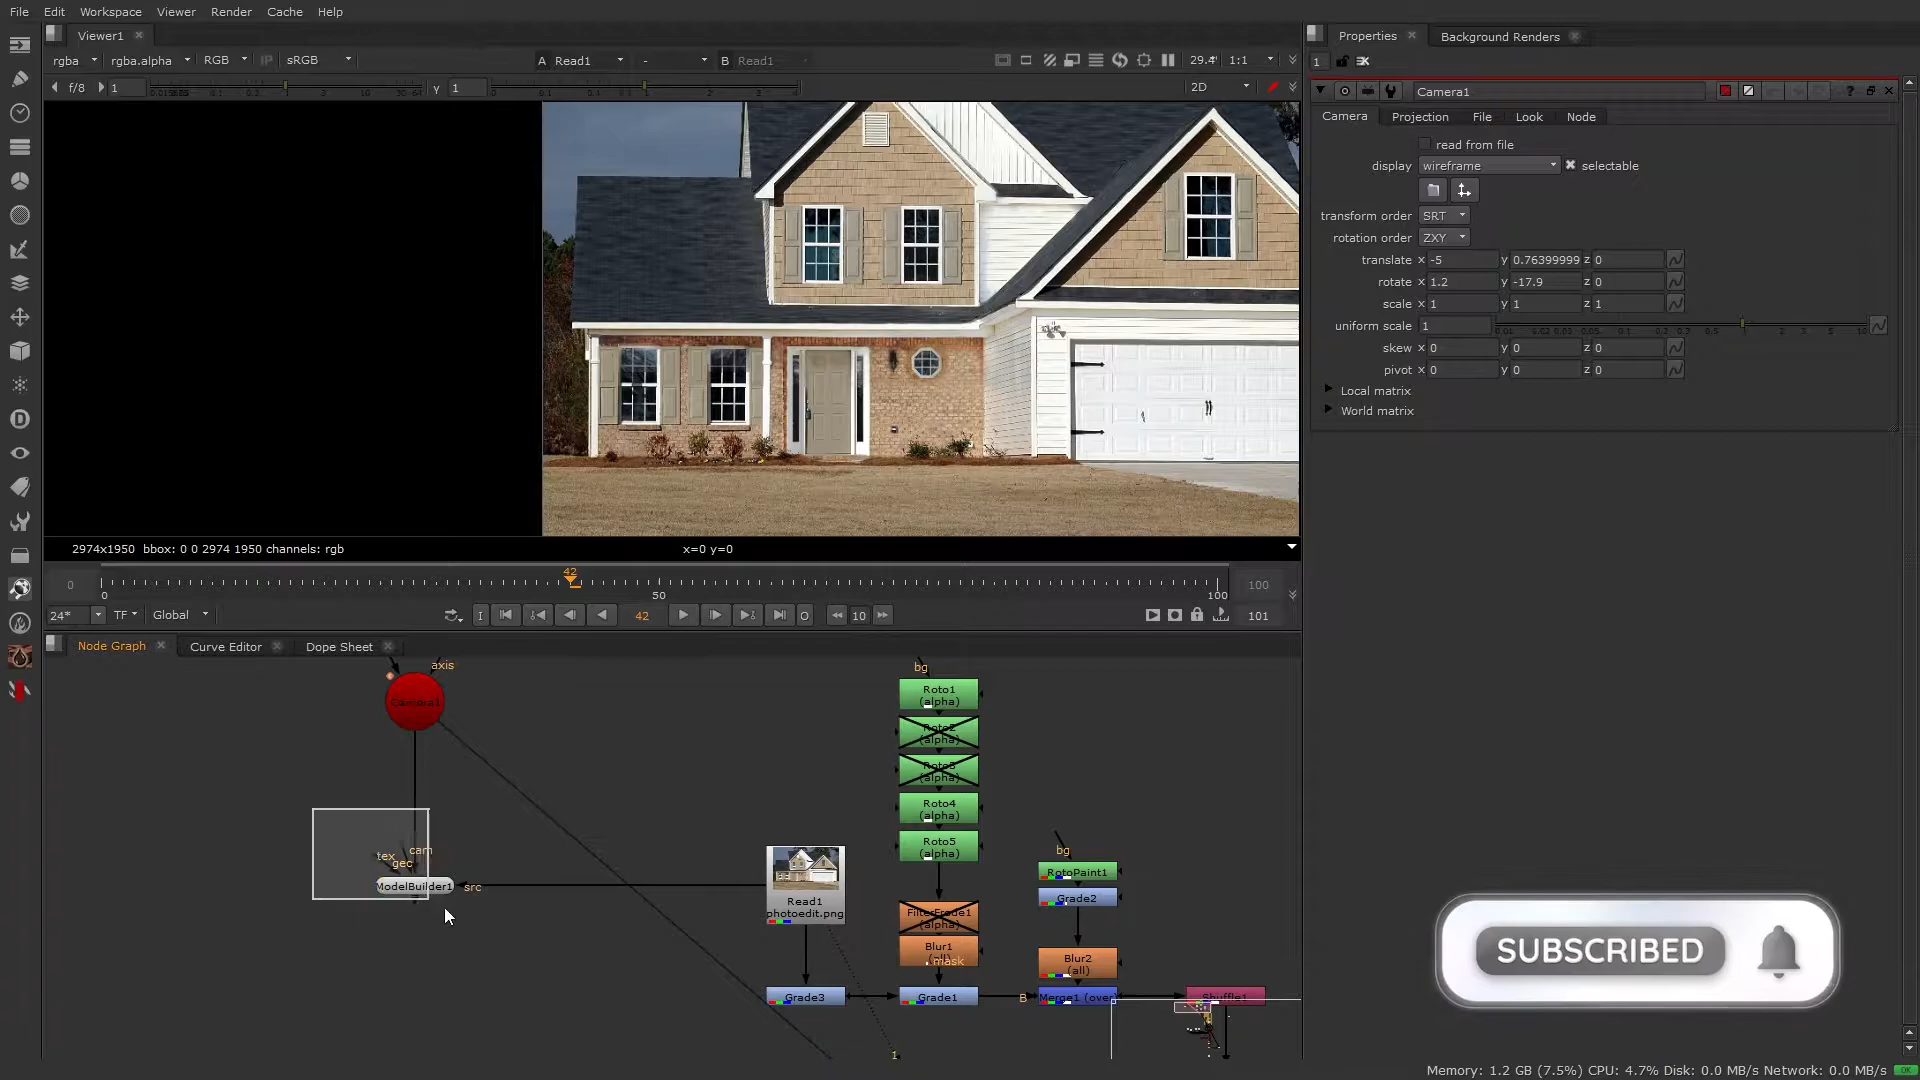 File Edit Workspace Viewer Render Cache Help
Viewer1
Properties
Background Renders
rgba
rgba.alpha
RGB
IP
sRGB
A Read1
-
B Read1
29.4
1:1
1
f/8
1
y
1
2D
Camera1
Camera
Projection
File
Look
Node
read from file
display
wireframe
selectable
transform order
SRT
rotation order
ZXY
translate x -5 y 0.76399999 z 0
rotate x 1.2 y -17.9 z 0
scale x 1 y 1 z 1
uniform scale 1
skew x 0 y 0 z 0
pivot x 0 y 0 z 0
Local matrix
World matrix
2974x1950 bbox: 0 0 2974 1950 channels: rgb
x=0 y=0
0
42
100
0
50
100
24*
TF
Global
I
42
O
10
101
Node Graph
Curve Editor
Dope Sheet
axis
bg
Camera1
Roto1
(alpha)
Roto2
(alpha)
Roto3
(alpha)
Roto4
(alpha)
Roto5
(alpha)
bg
tex
cam
geo
ModelBuilder1
src
Read1
photoedit.png
RotoPaint1
Grade2
FilterErode1
(alpha)
Blur1
(all)
mask
Blur2
(all)
Grade3
Grade1
B
Merge1 (over)
Shuffle1
1
SUBSCRIBED
Memory: 1.2 GB (7.5%) CPU: 4.7% Disk: 0.0 MB/s Network: 0.0 MB/s
OK